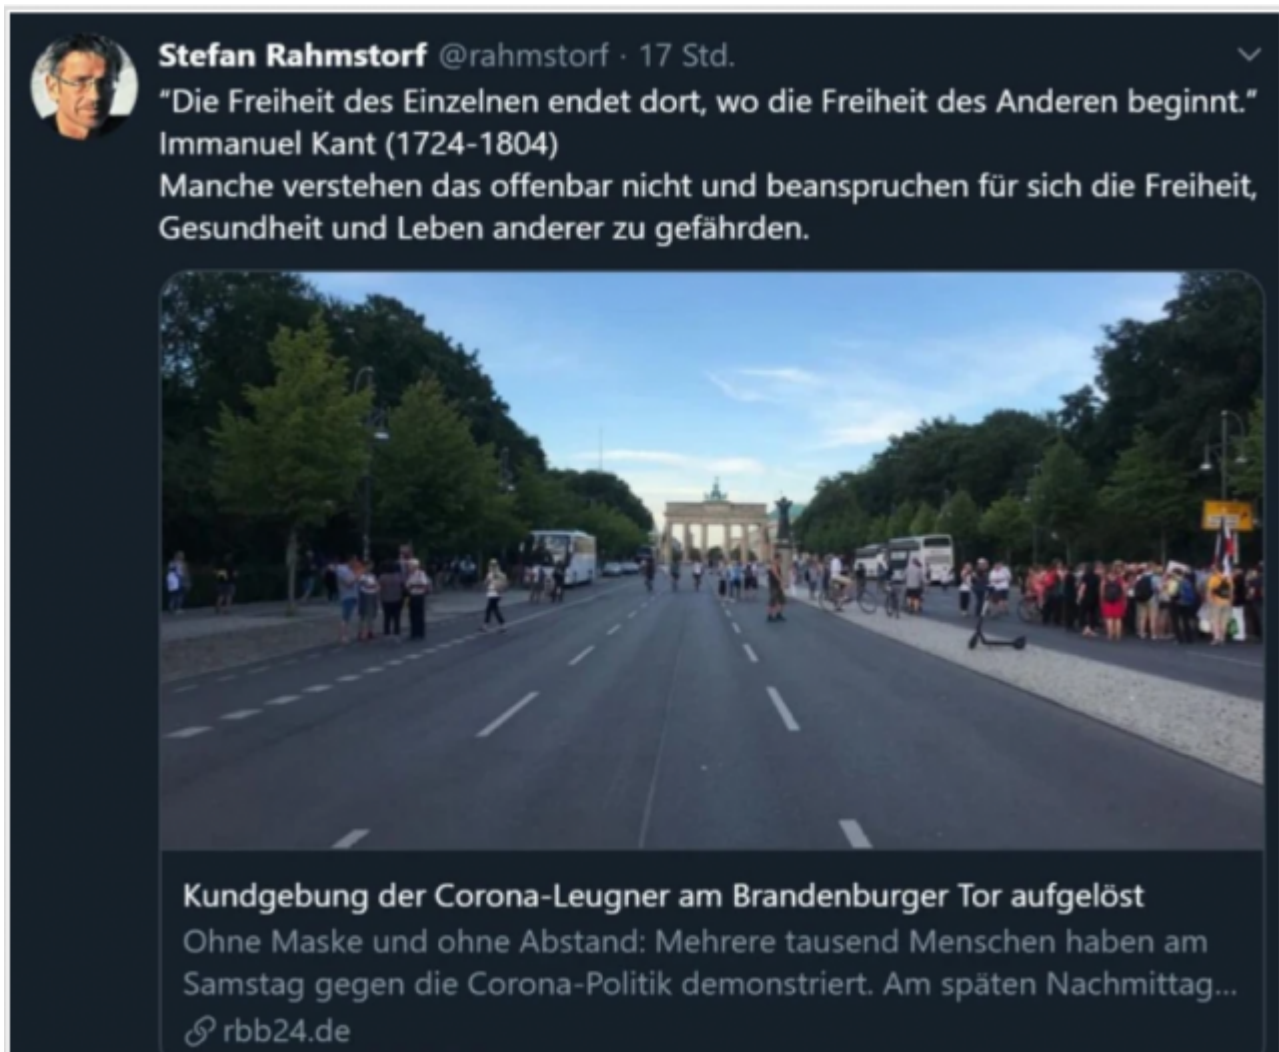 Stefan Rahmstorf @rahmstorf · 17 Std.
“Die Freiheit des Einzelnen endet dort, wo die Freiheit des Anderen beginnt.”
Immanuel Kant (1724-1804)
Manche verstehen das offenbar nicht und beanspruchen für sich die Freiheit,
Gesundheit und Leben anderer zu gefährden.
Kundgebung der Corona-Leugner am Brandenburger Tor aufgelöst
Ohne Maske und ohne Abstand: Mehrere tausend Menschen haben am
Samstag gegen die Corona-Politik demonstriert. Am späten Nachmittag...
rbb24.de